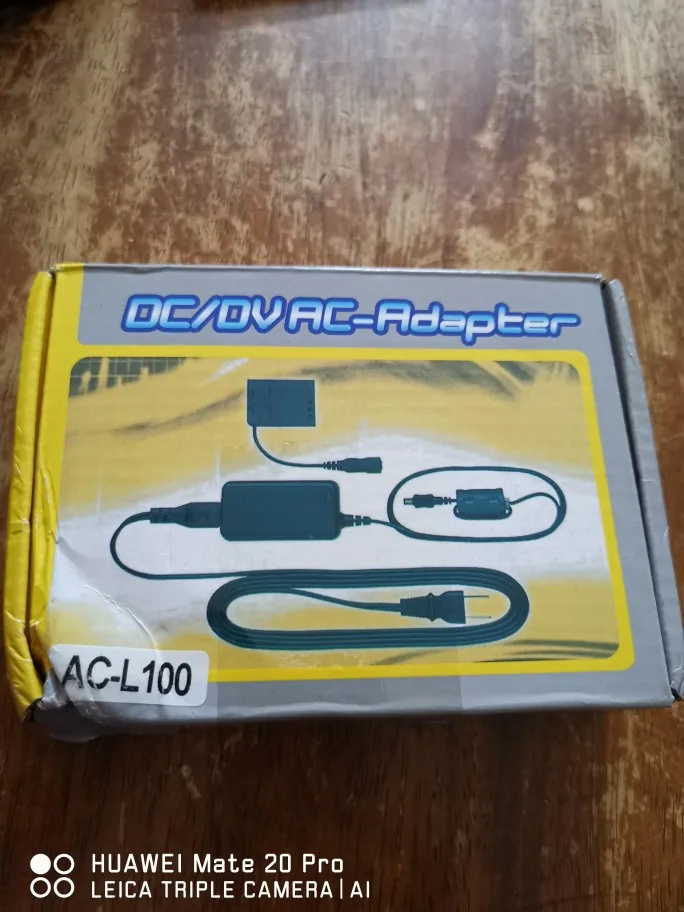 DC/DV AC-Adapter
AC-L100
HUAWEI Mate 20 Pro
LEICA TRIPLE CAMERA | AI